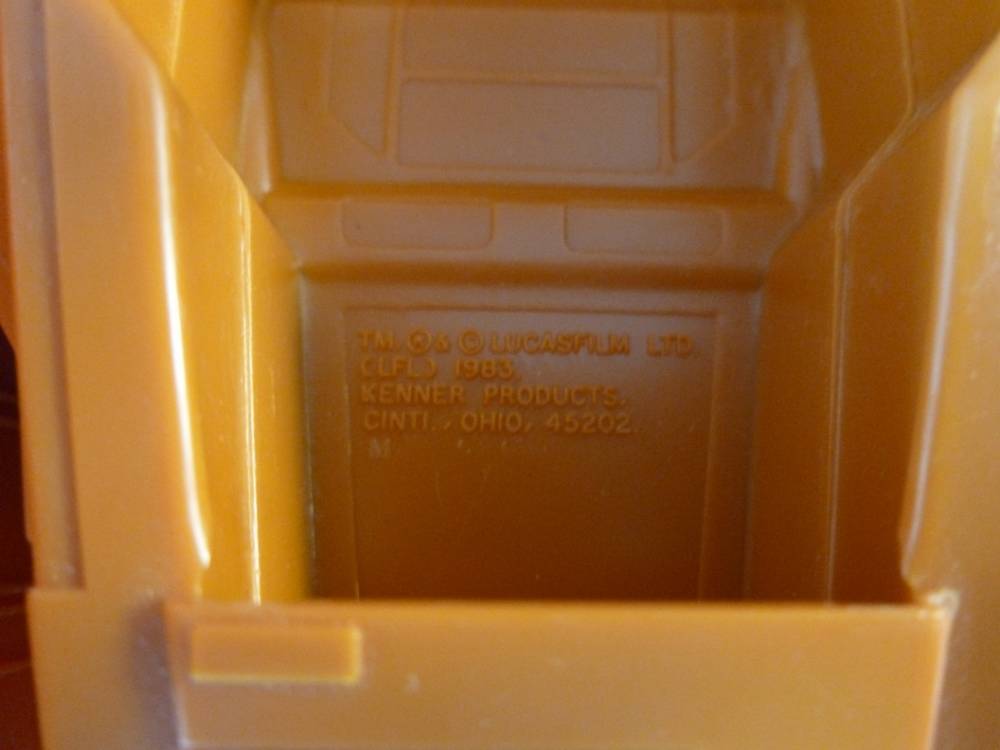 TM. ® & © LUCASFILM LTD.
(LFL) 1983.
KENNER PRODUCTS.
CINTI., OHIO, 45202.
M